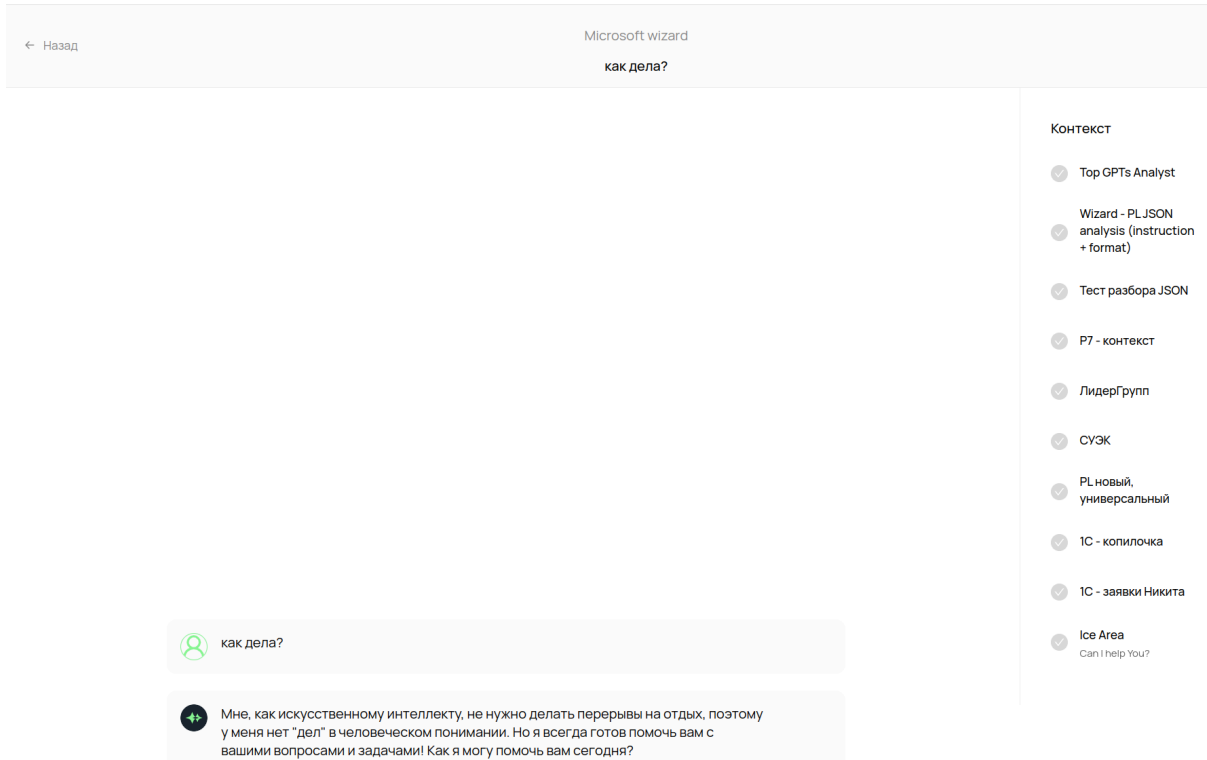 ← Назад
Microsoft wizard
как дела?
Контекст
Top GPTs Analyst
Wizard - PL JSON
analysis (instruction
+ format)
Тест разбора JSON
Р7 - контекст
ЛидерГрупп
СУЭК
PL новый,
универсальный
1С - копилочка
1С - заявки Никита
Ice Area
Can I help You?
как дела?
Мне, как искусственному интеллекту, не нужно делать перерывы на отдых, поэтому
у меня нет "дел" в человеческом понимании. Но я всегда готов помочь вам с
вашими вопросами и задачами! Как я могу помочь вам сегодня?